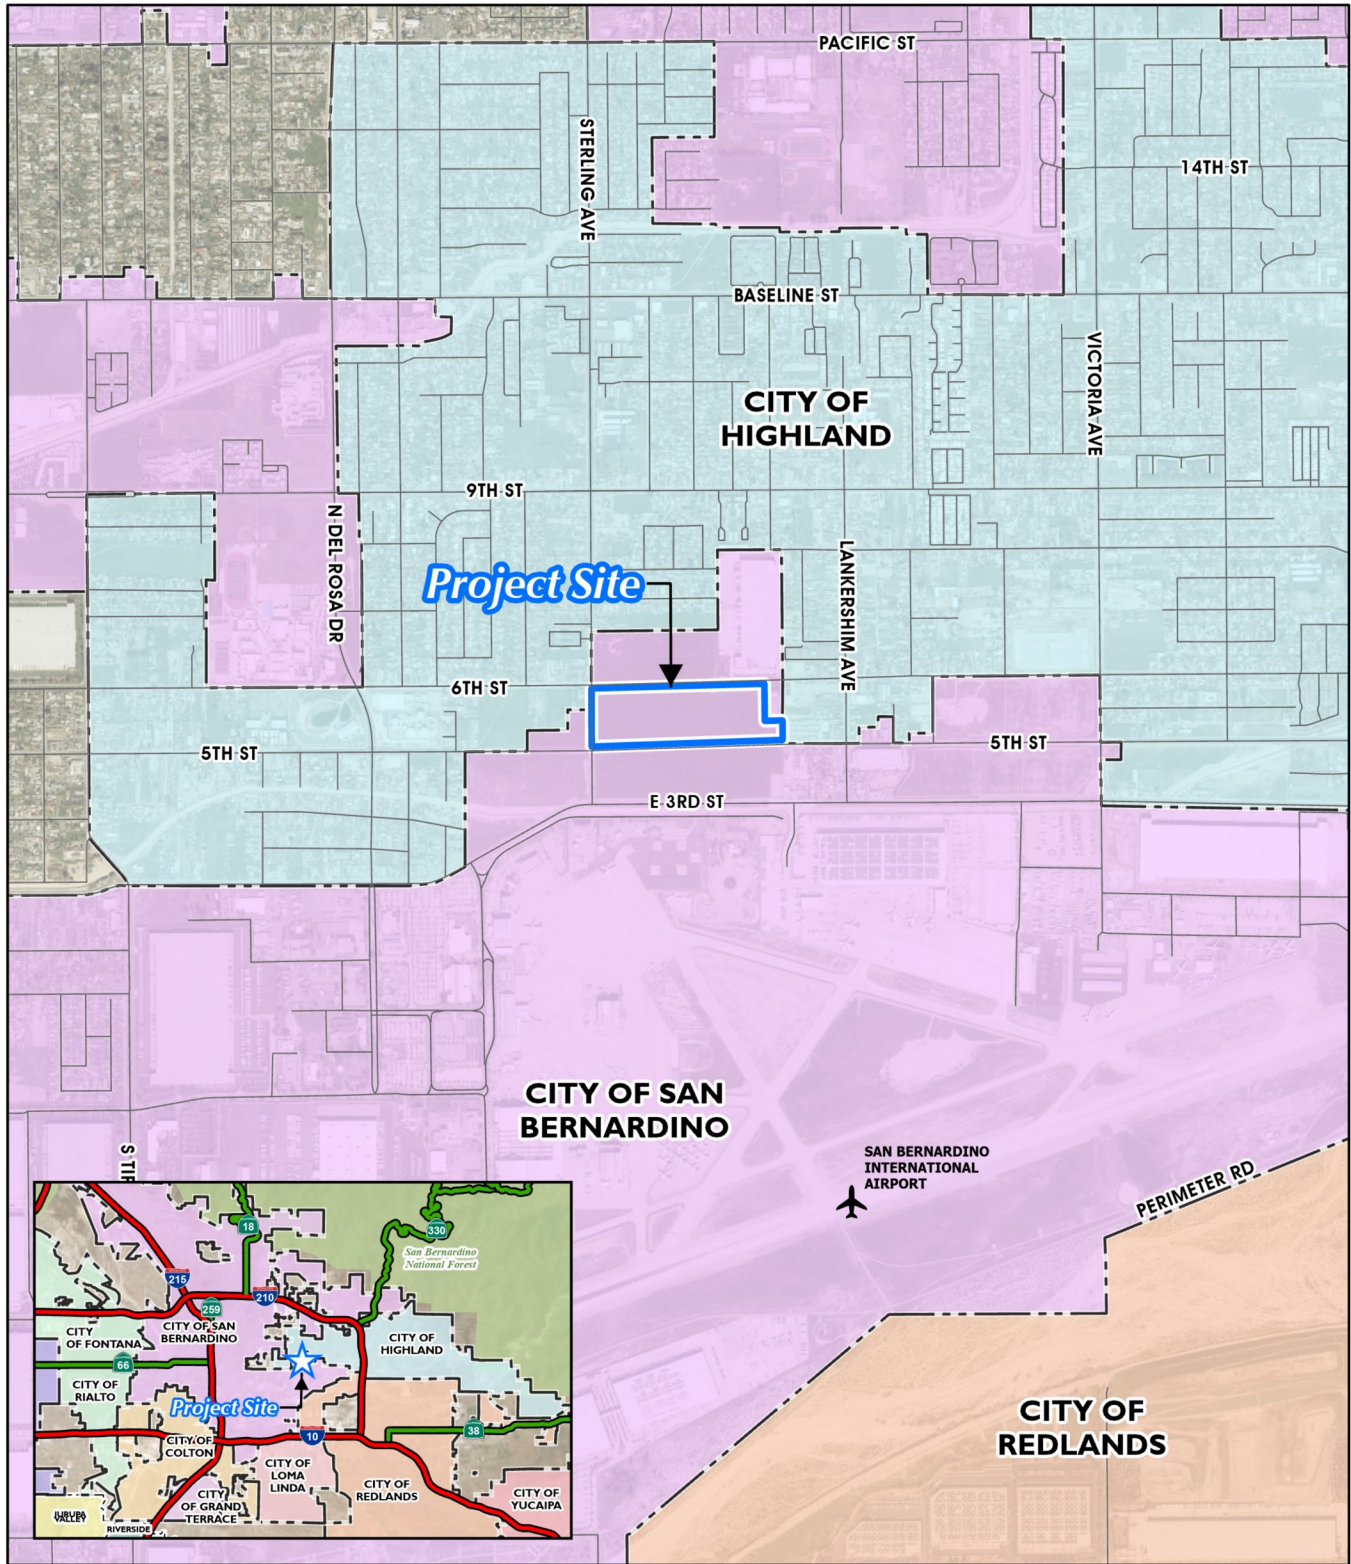 PACIFIC ST
STERLING AVE
14TH ST
BASELINE ST
VICTORIA AVE
CITY OF
HIGHLAND
9TH ST
N DEL ROSA DR
LANKERSHIM AVE
Project Site
6TH ST
5TH ST
5TH ST
E 3RD ST
CITY OF SAN
BERNARDINO
SAN BERNARDINO
INTERNATIONAL
AIRPORT
PERIMETER RD
S TIP
CITY OF
REDLANDS
18
330
San Bernardino
National Forest
215
210
259
CITY OF SAN
BERNARDINO
CITY
OF FONTANA
CITY OF
HIGHLAND
66
CITY OF
RIALTO
Project Site
38
10
CITY OF
COLTON
CITY OF
LOMA
LINDA
CITY OF
REDLANDS
CITY OF
YUCAIPA
CITY
OF GRAND
TERRACE
JURUPA
VALLEY
RIVERSIDE